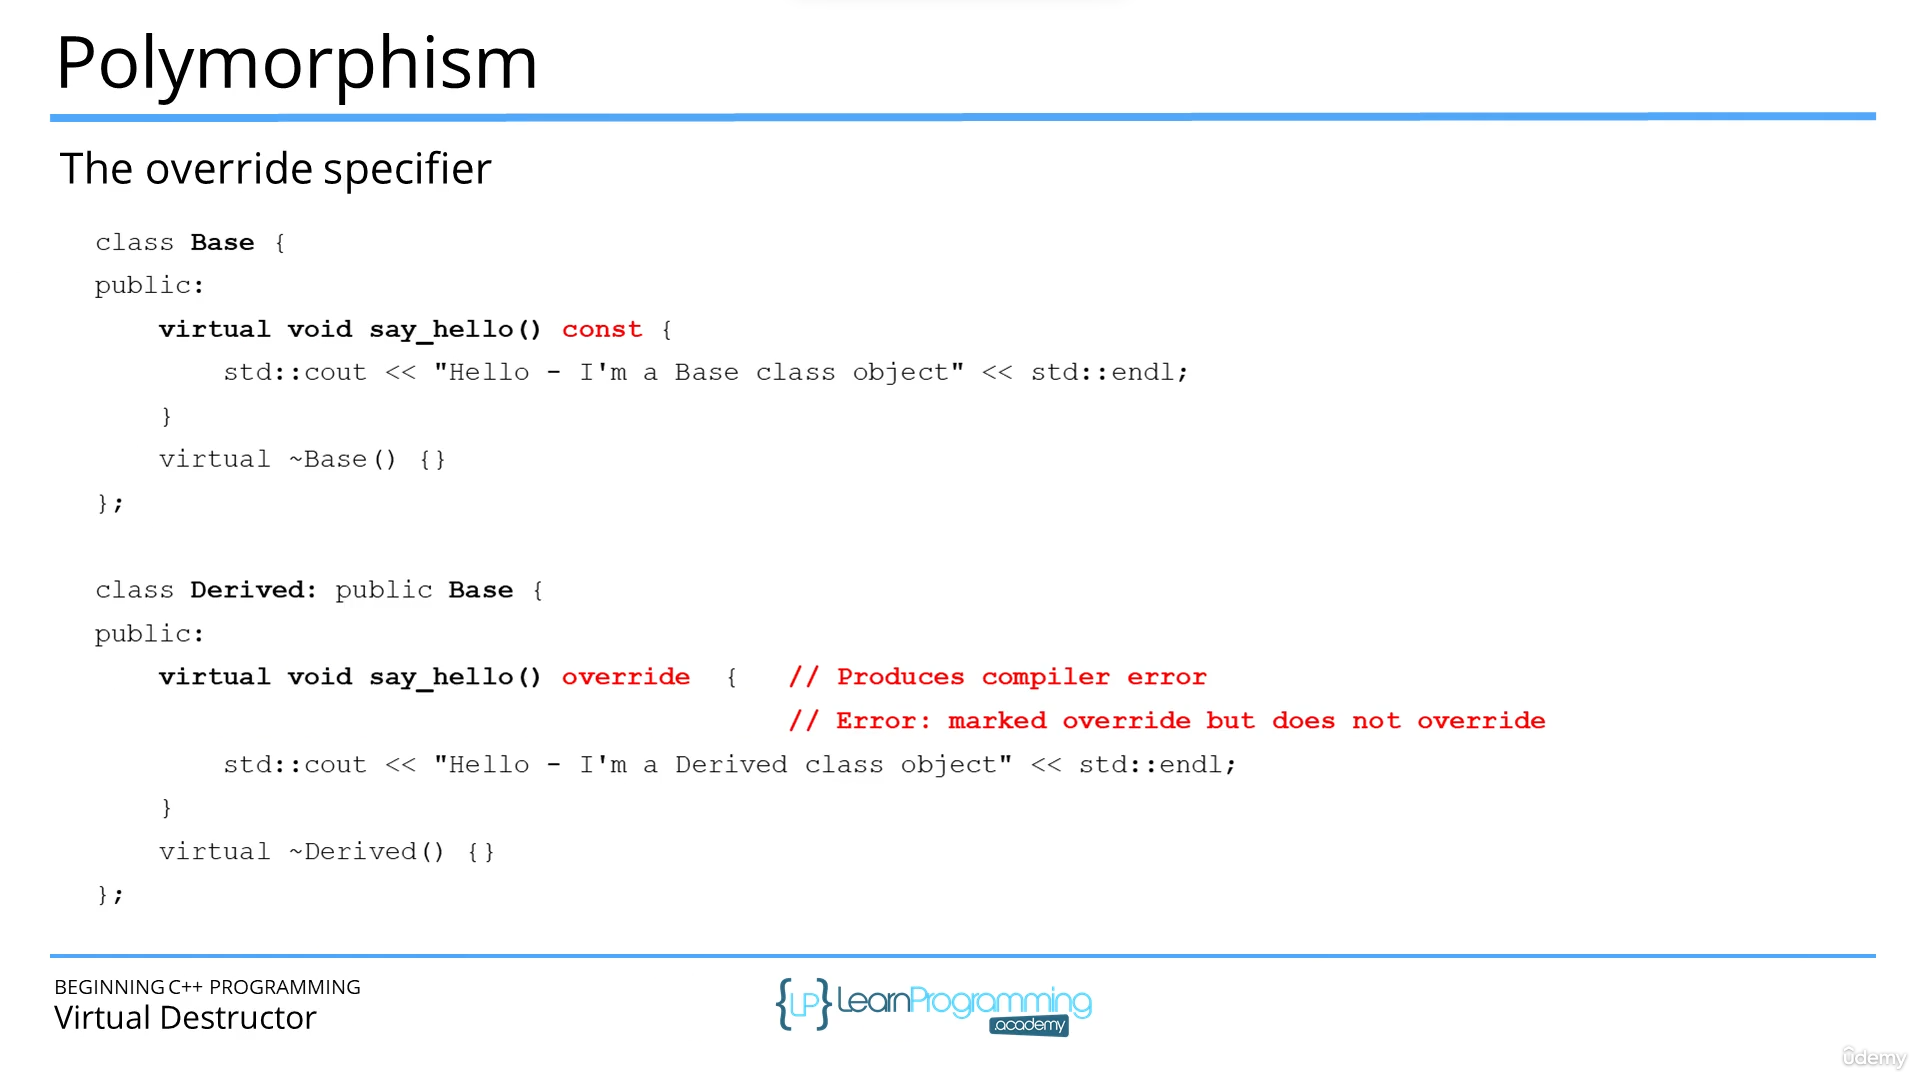 Polymorphism
The override specifier
class Base {
public:
virtual void say_hello() const {
std::cout << "Hello - I'm a Base class object" << std::endl;
}
virtual ~Base() {}
};
class Derived: public Base {
public:
virtual void say_hello() override { // Produces compiler error
// Error: marked override but does not override
std::cout << "Hello - I'm a Derived class object" << std::endl;
}
virtual ~Derived() {}
};
BEGINNING C++ PROGRAMMING
Virtual Destructor
{LP} LearnProgramming
.academy
udemy